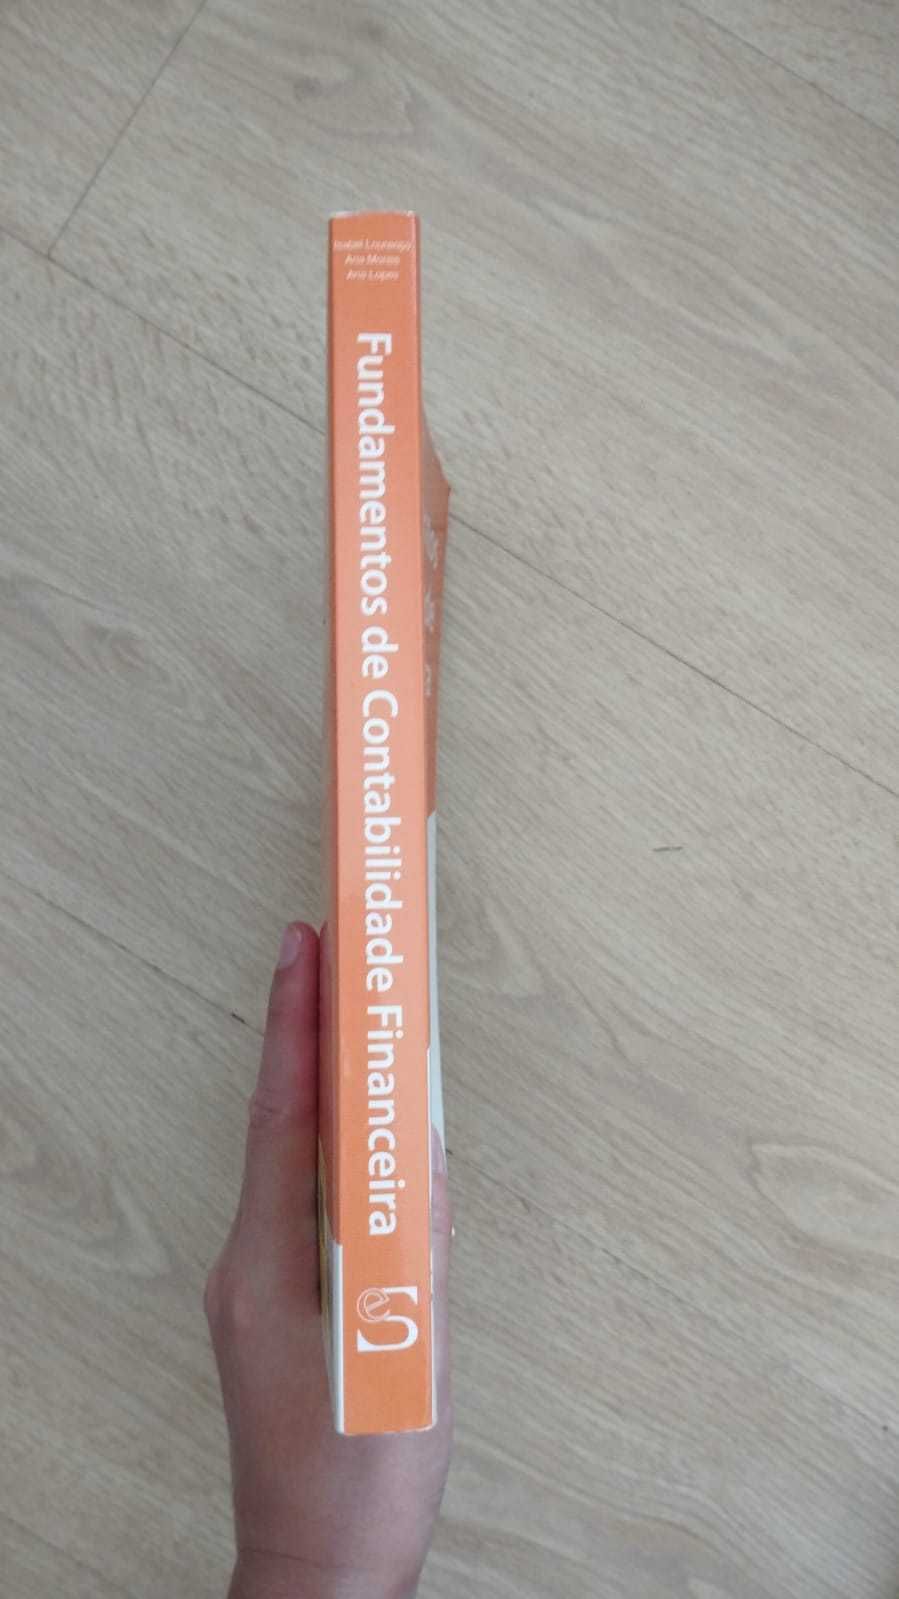 Isabel Lourenço
Ana Morais
Ana Lopes
Fundamentos de Contabilidade Financeira